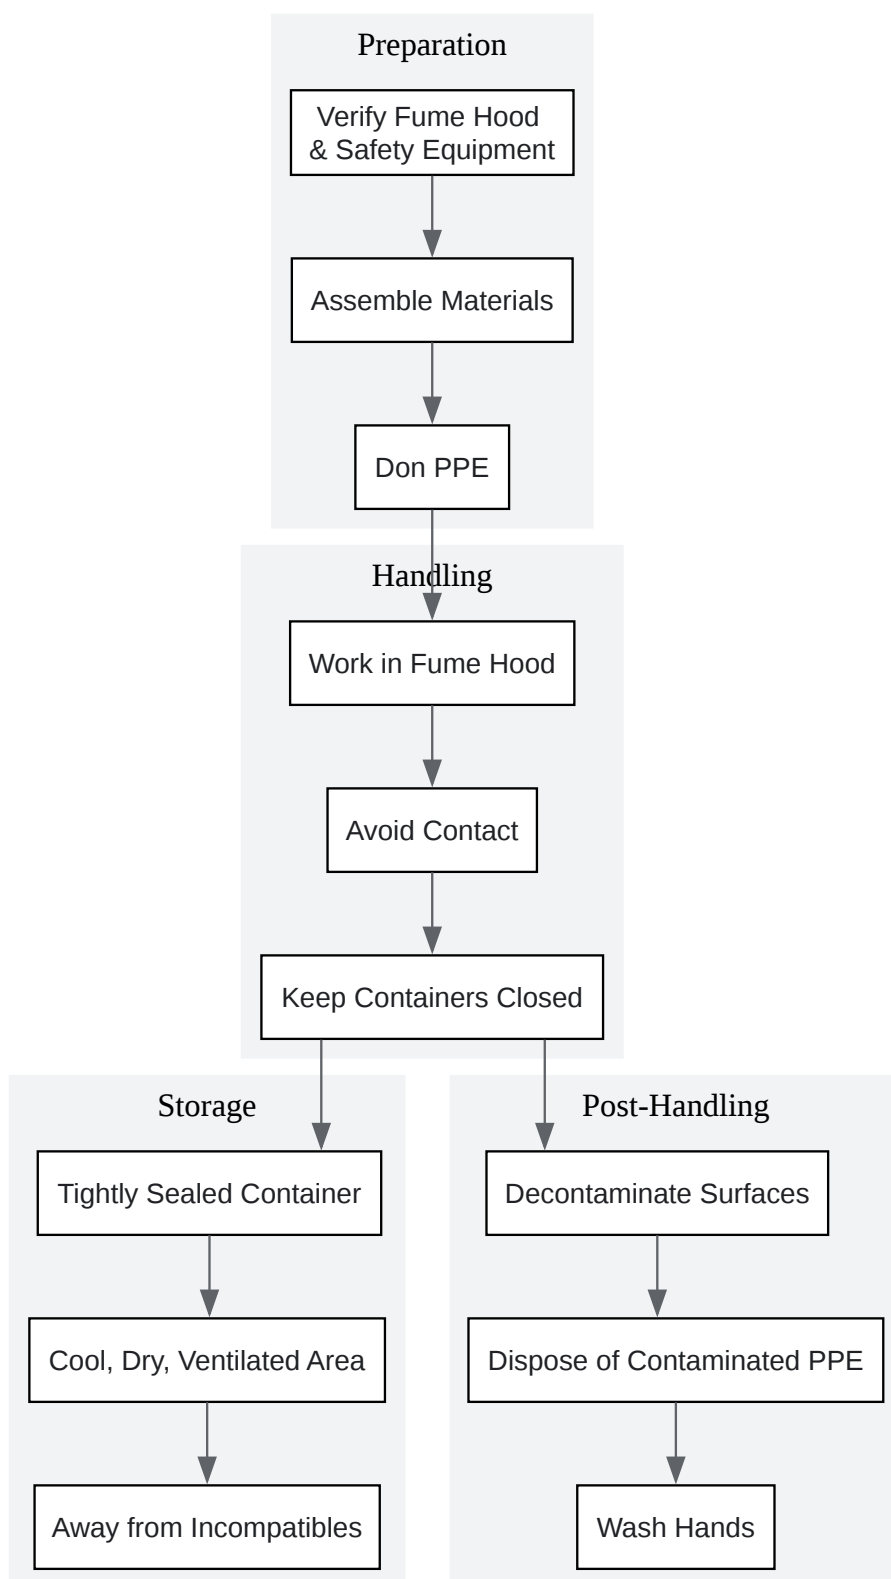 Preparation
Verify Fume Hood
& Safety Equipment
Assemble Materials
Don PPE
Handling
Work in Fume Hood
Avoid Contact
Keep Containers Closed
Storage
Tightly Sealed Container
Cool, Dry, Ventilated Area
Away from Incompatibles
Post-Handling
Decontaminate Surfaces
Dispose of Contaminated PPE
Wash Hands